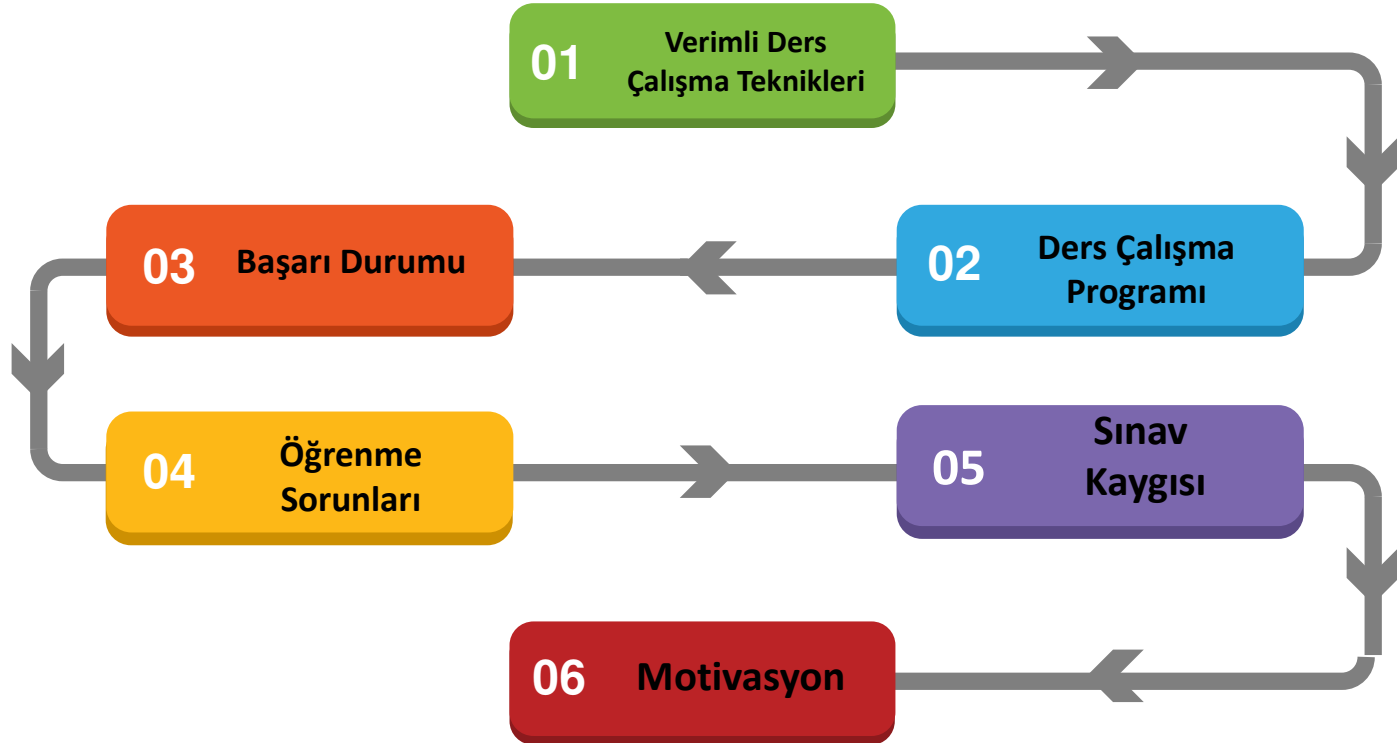 01
Verimli Ders
Çalışma Teknikleri
02
Ders Çalışma
Programı
03
Başarı Durumu
04
Öğrenme
Sorunları
05
Sınav
Kaygısı
06
Motivasyon